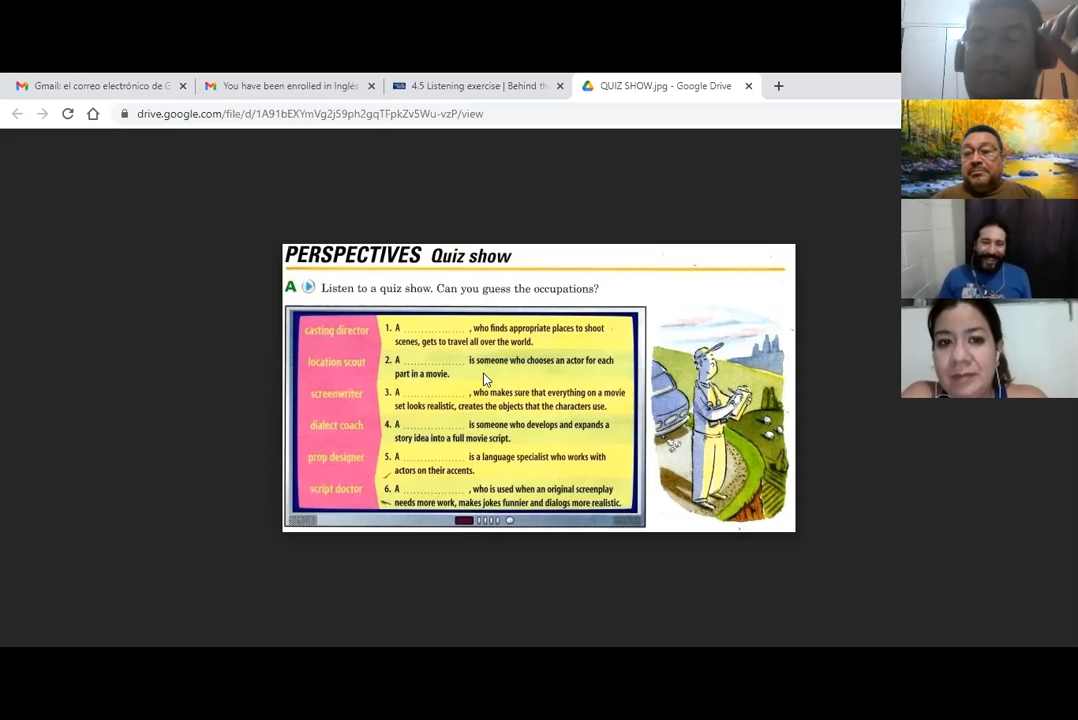 Gmail: el correo electrónico de G
You have been enrolled in Inglés
4.5 Listening exercise | Behind th
QUIZ SHOW.jpg - Google Drive
drive.google.com/file/d/1A91bEXYmVg2j59ph2gqTFpkZv5Wu-vzP/view
PERSPECTIVES Quiz show
A Listen to a quiz show. Can you guess the occupations?
casting director
location scout
screenwriter
dialect coach
prop designer
script doctor
1. A .............. , who finds appropriate places to shoot
scenes, gets to travel all over the world.
2. A .............. is someone who chooses an actor for each
part in a movie.
3. A .............. , who makes sure that everything on a movie
set looks realistic, creates the objects that the characters use.
4. A .............. is someone who develops and expands a
story idea into a full movie script.
5. A .............. is a language specialist who works with
actors on their accents.
6. A .............. , who is used when an original screenplay
needs more work, makes jokes funnier and dialogs more realistic.